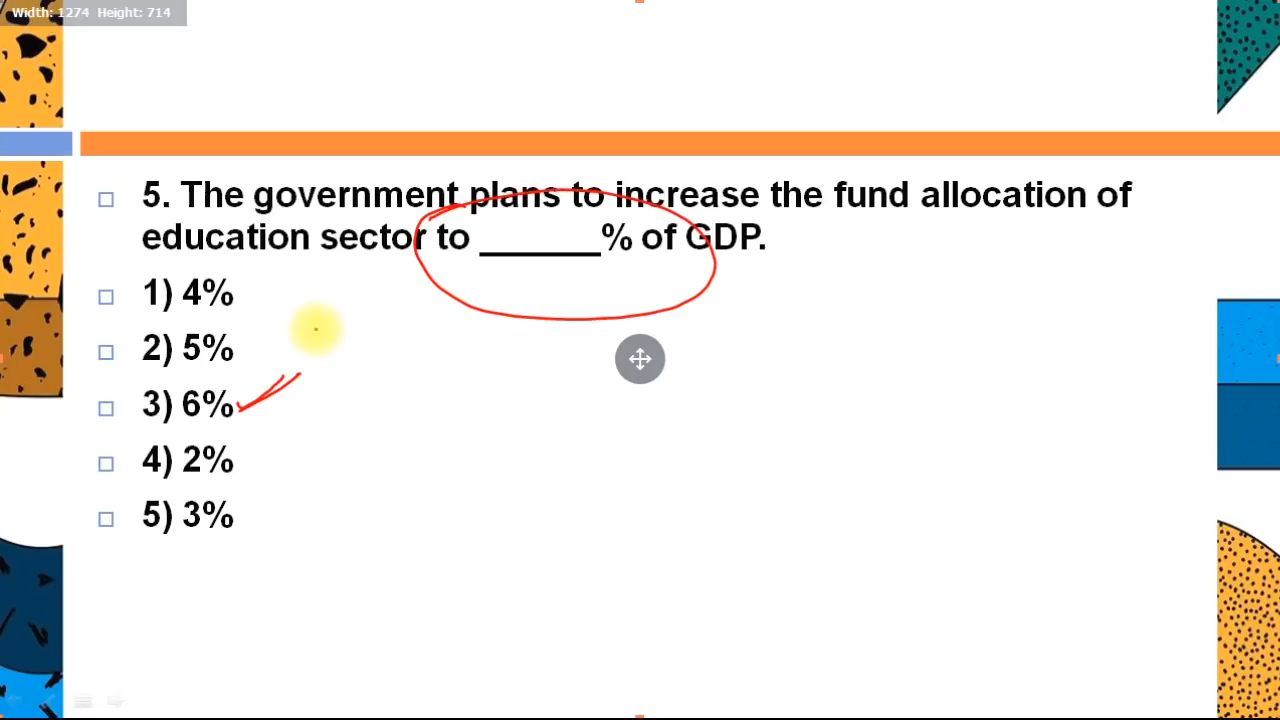 Width: 1274 Height: 714
5. The government plans to increase the fund allocation of
education sector to ______% of GDP.
1) 4%
2) 5%
3) 6%
4) 2%
5) 3%